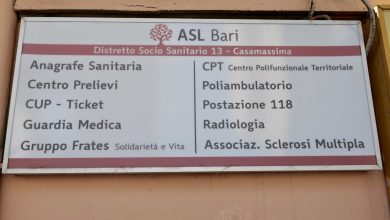 ASL Bari
Distretto Socio Sanitario 13 - Casamassima
Anagrafe Sanitaria
Centro Prelievi
CUP - Ticket
Guardia Medica
Gruppo Frates Solidarietà e Vita
CPT Centro Polifunzionale Territoriale
Poliambulatorio
Postazione 118
Radiologia
Associaz. Sclerosi Multipla